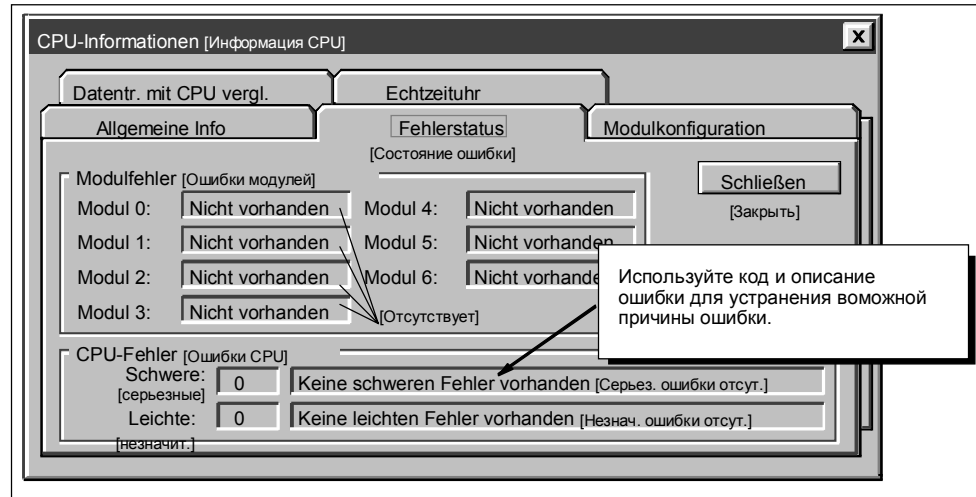 CPU-Informationen [Информация CPU]
X
Datentr. mit CPU vergl.
Echtzeituhr
Allgemeine Info
Fehlerstatus
Modulkonfiguration
[Состояние ошибки]
Modulfehler [Ошибки модулей]
Schließen
[Закрыть]
Modul 0: Nicht vorhanden
Modul 4: Nicht vorhanden
Modul 1: Nicht vorhanden
Modul 5: Nicht vorhanden
Modul 2: Nicht vorhanden
Modul 6: Nicht vorhande
Modul 3: Nicht vorhanden
[Отсутствует]
Используйте код и описание
ошибки для устранения воможной
причины ошибки.
CPU-Fehler [Ошибки CPU]
Schwere: 0 Keine schweren Fehler vorhanden [Серьез. ошибки отсут.]
[серьезные]
Leichte: 0 Keine leichten Fehler vorhanden [Незнач. ошибки отсут.]
[незначит.]